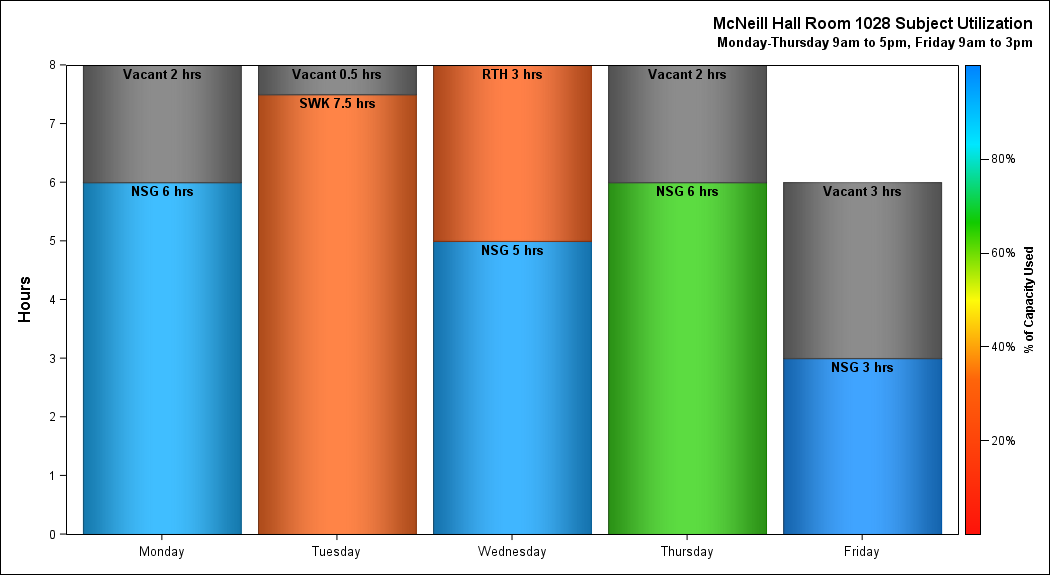 McNeill Hall Room 1028 Subject Utilization
Monday-Thursday 9am to 5pm, Friday 9am to 3pm
Hours
8
7
6
5
4
3
2
1
0
Vacant 2 hrs
NSG 6 hrs
Vacant 0.5 hrs
SWK 7.5 hrs
RTH 3 hrs
NSG 5 hrs
Vacant 2 hrs
NSG 6 hrs
Vacant 3 hrs
NSG 3 hrs
Monday
Tuesday
Wednesday
Thursday
Friday
80%
60%
40%
20%
% of Capacity Used